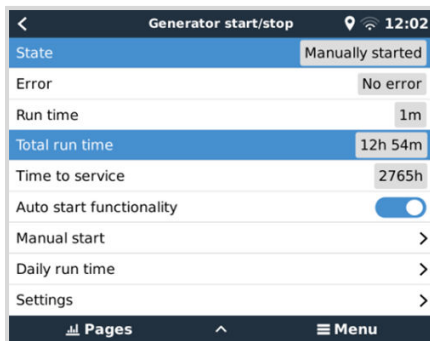 Generator start/stop 12:02
State Manually started
Error No error
Run time 1m
Total run time 12h 54m
Time to service 2765h
Auto start functionality
Manual start
Daily run time
Settings
Pages Menu